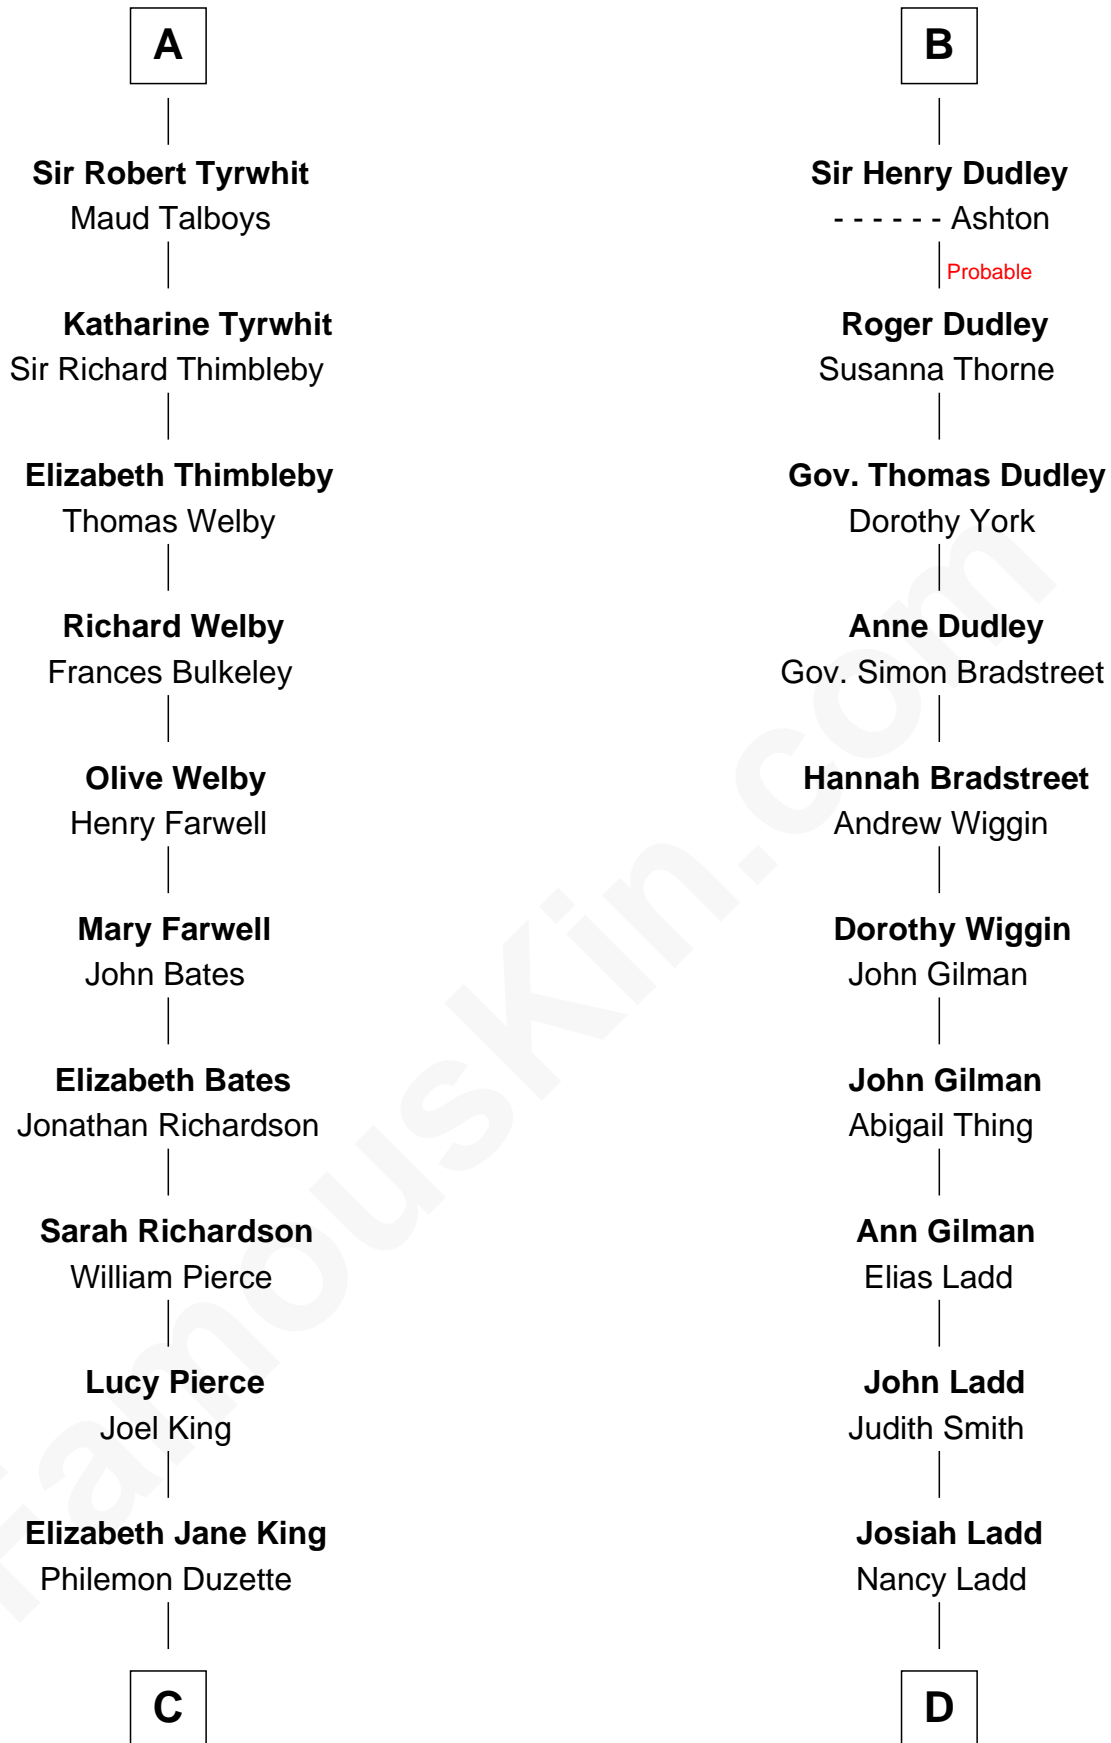 A
Sir Robert Tyrwhit
Maud Talboys
Katharine Tyrwhit
Sir Richard Thimbleby
Elizabeth Thimbleby
Thomas Welby
Richard Welby
Frances Bulkeley
Olive Welby
Henry Farwell
Mary Farwell
John Bates
Elizabeth Bates
Jonathan Richardson
Sarah Richardson
William Pierce
Lucy Pierce
Joel King
Elizabeth Jane King
Philemon Duzette
C
B
Sir Henry Dudley
- - - - - - Ashton
Probable
Roger Dudley
Susanna Thorne
Gov. Thomas Dudley
Dorothy York
Anne Dudley
Gov. Simon Bradstreet
Hannah Bradstreet
Andrew Wiggin
Dorothy Wiggin
John Gilman
John Gilman
Abigail Thing
Ann Gilman
Elias Ladd
John Ladd
Judith Smith
Josiah Ladd
Nancy Ladd
D
FamousKin.com